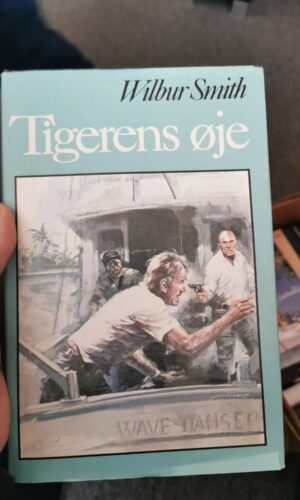 Wilbur Smith
Tigerens øje
WAVE DANSER